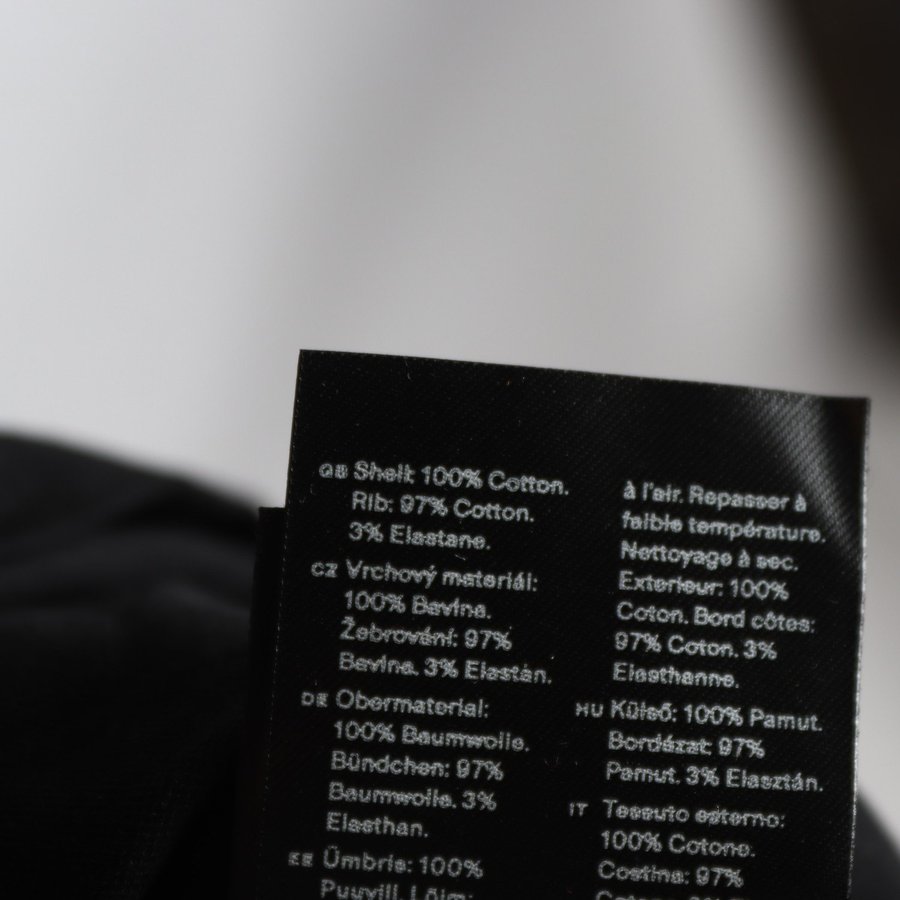 GB Shell: 100% Cotton.
Rib: 97% Cotton.
3% Elastane.
CZ Vrchový materiál:
100% Bavlna.
Žebrování: 97%
Bavlna. 3% Elastán.
DE Obermaterial:
100% Baumwolle.
Bündchen: 97%
Baumwolle. 3%
Elasthan.
EE Ümbris: 100%
Puuvill. Lõim:
à l'air. Repasser à
faible température.
Nettoyage à sec.
Exterieur: 100%
Coton. Bord côtes:
97% Coton. 3%
Elasthanne.
HU Külső: 100% Pamut.
Bordázat: 97%
Pamut. 3% Elasztán.
IT Tessuto esterno:
100% Cotone.
Costina: 97%